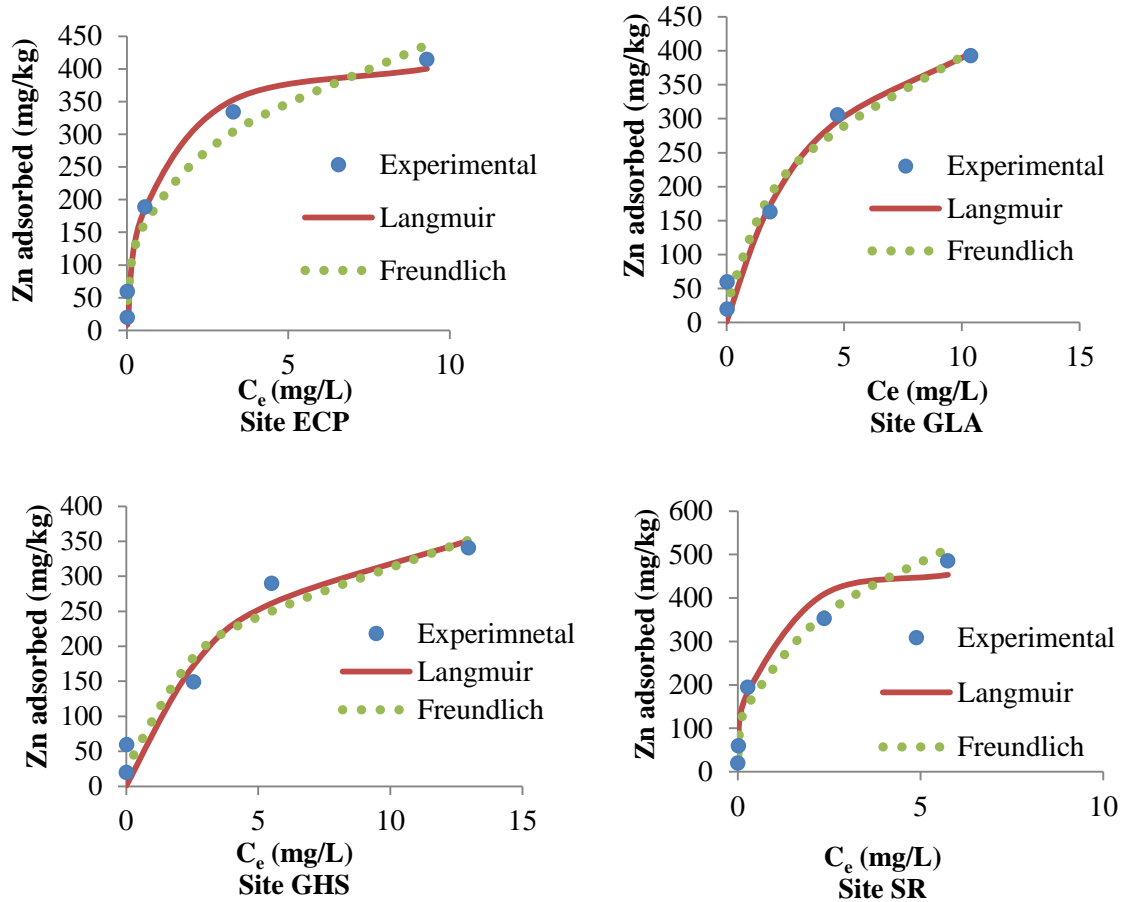 Zn adsorbed (mg/kg)
450
400
350
300
250
200
150
100
50
0
Experimental
Langmuir
Freundlich
0
5
10
Ce (mg/L)
Site ECP
Zn adsorbed (mg/kg)
450
400
350
300
250
200
150
100
50
0
Experimental
Langmuir
Freundlich
0
5
10
15
Ce (mg/L)
Site GLA
Zn adsorbed (mg/kg)
400
350
300
250
200
150
100
50
0
Experimnetal
Langmuir
Freundlich
0
5
10
15
Ce (mg/L)
Site GHS
Zn adsorbed (mg/kg)
600
500
400
300
200
100
0
Experimental
Langmuir
Freundlich
0
5
10
Ce (mg/L)
Site SR